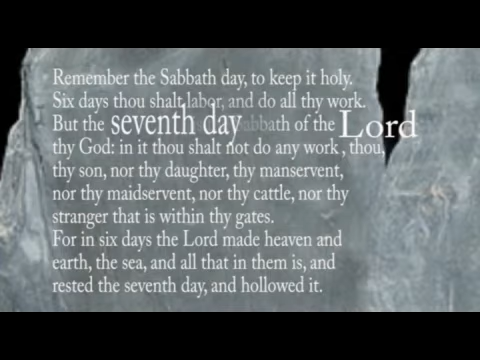 Remember the Sabbath day, to keep it holy.
Six days thou shalt labor, and do all thy work.
But the seventh day Sabbath of the Lord
thy God: in it thou shalt not do any work, thou,
thy son, nor thy daughter, thy manservent,
nor thy maidservent, nor thy cattle, nor thy
stranger that is within thy gates.
For in six days the Lord made heaven and
earth, the sea, and all that in them is, and
rested the seventh day, and hollowed it.